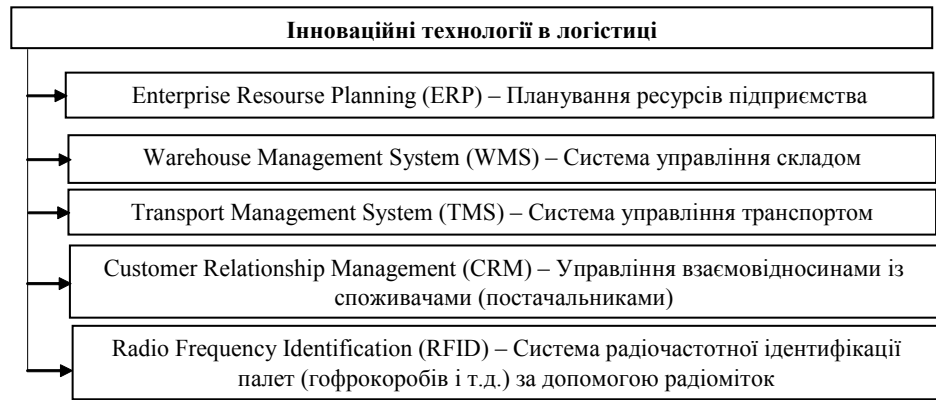 Інноваційні технології в логістиці
Enterprise Resourse Planning (ERP) – Планування ресурсів підприємства
Warehouse Management System (WMS) – Система управління складом
Transport Management System (TMS) – Система управління транспортом
Customer Relationship Management (CRM) – Управління взаємовідносинами із
споживачами (постачальниками)
Radio Frequency Identification (RFID) – Система радіочастотної ідентифікації
палет (гофрокоробів і т.д.) за допомогою радіоміток